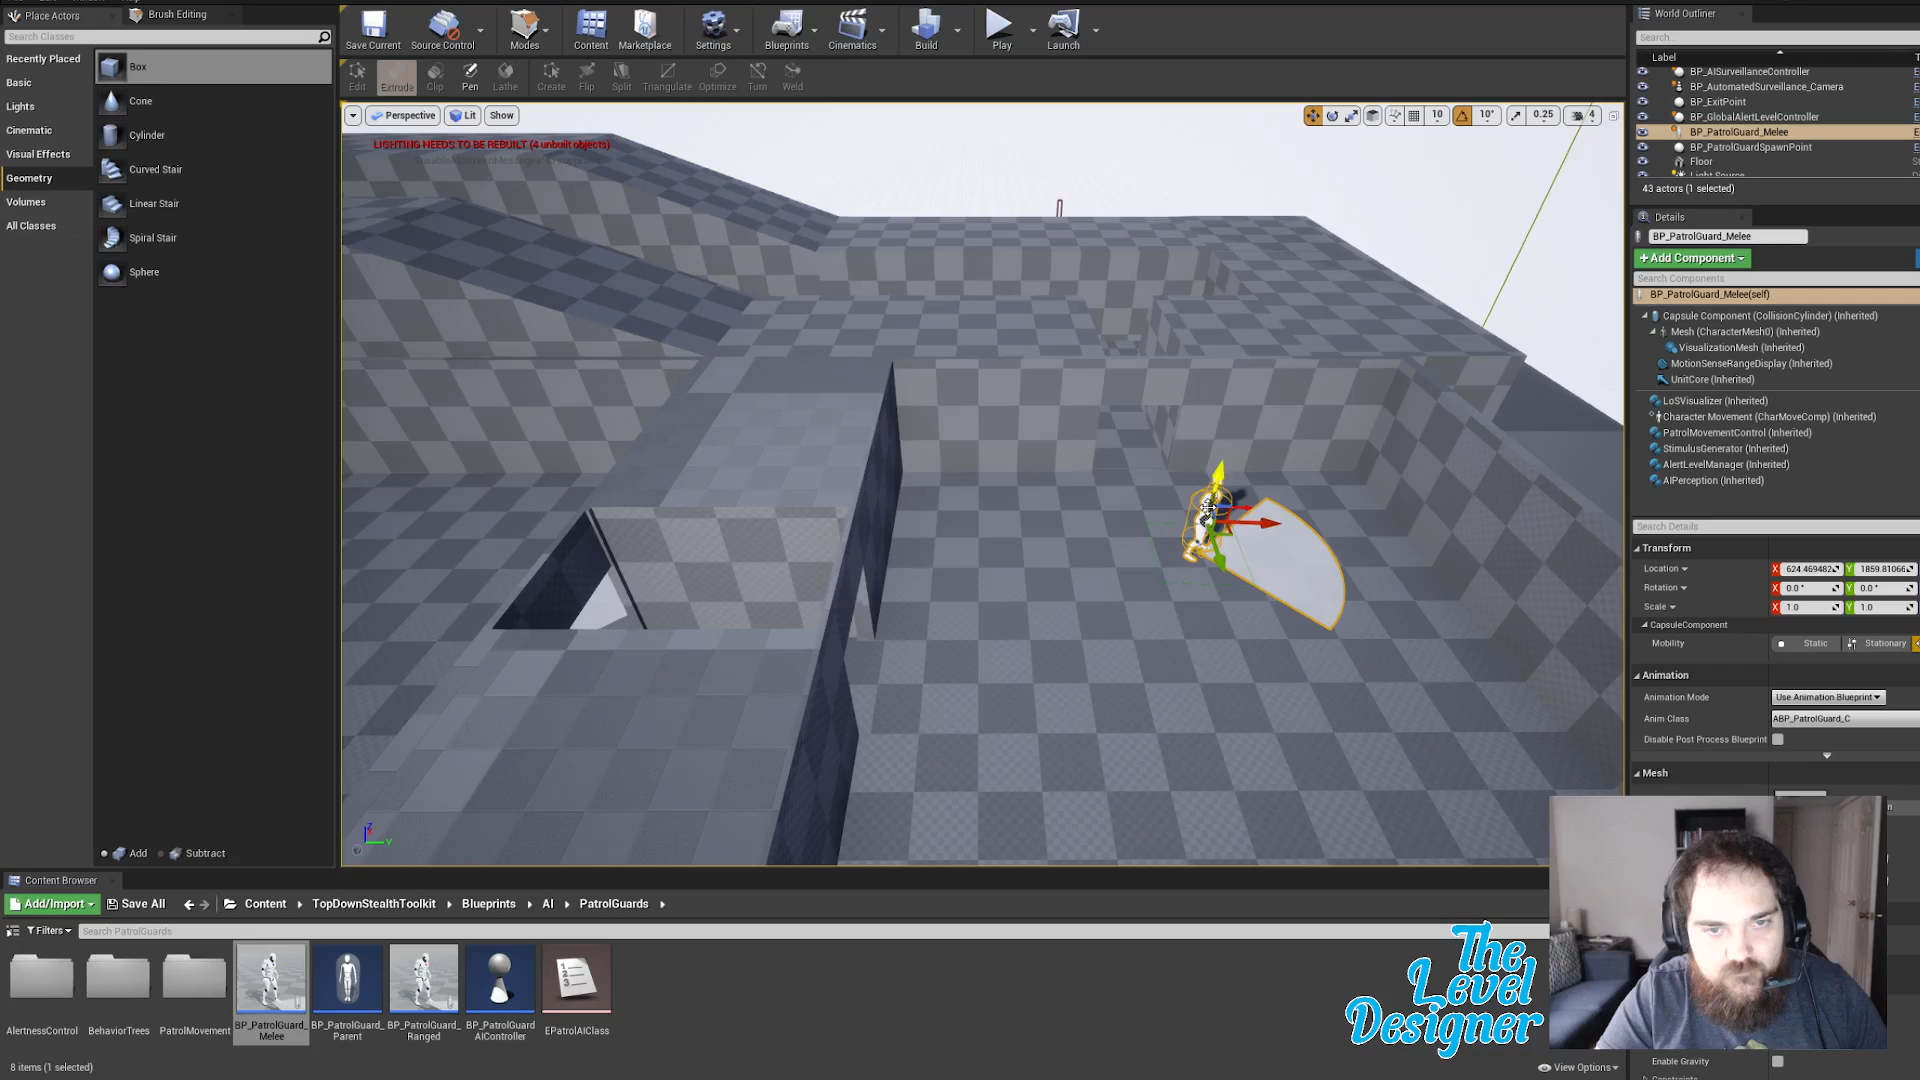 Place Actors
Brush Editing
Search Classes
Recently Placed
Basic
Lights
Cinematic
Visual Effects
Geometry
Volumes
All Classes
Box
Cone
Cylinder
Curved Stair
Linear Stair
Spiral Stair
Sphere
Add
Subtract
Save Current
Source Control
Modes
Content
Marketplace
Settings
Blueprints
Cinematics
Build
Play
Launch
Edit
Extrude
Clip
Pen
Lathe
Create
Flip
Split
Triangulate
Optimize
Turn
Weld
Perspective
Lit
Show
10
10°
0.25
4
LIGHTING NEEDS TO BE REBUILT (4 unbuilt objects)
World Outliner
Search...
Label
BP_AISurveillanceController
BP_AutomatedSurveillance_Camera
BP_ExitPoint
BP_GlobalAlertLevelController
BP_PatrolGuard_Melee
BP_PatrolGuardSpawnPoint
Floor
Light Source
43 actors (1 selected)
Details
BP_PatrolGuard_Melee
+Add Component
Search Components
BP_PatrolGuard_Melee(self)
Capsule Component (CollisionCylinder) (Inherited)
Mesh (CharacterMesh0) (Inherited)
VisualizationMesh (Inherited)
MotionSenseRangeDisplay (Inherited)
UnitCore (Inherited)
LoSVisualizer (Inherited)
Character Movement (CharMoveComp) (Inherited)
PatrolMovementControl (Inherited)
StimulusGenerator (Inherited)
AlertLevelManager (Inherited)
AIPerception (Inherited)
Search Details
Transform
Location
X 624.469482
Y 1859.81066
Rotation
X 0.0°
Y 0.0°
Scale
X 1.0
Y 1.0
CapsuleComponent
Mobility
Static
Stationary
Animation
Animation Mode
Use Animation Blueprint
Anim Class
ABP_PatrolGuard_C
Disable Post Process Blueprint
Mesh
Enable Gravity
Z
Y
Content Browser
Add/Import
Save All
Content
TopDownStealthToolkit
Blueprints
AI
PatrolGuards
Filters
Search PatrolGuards
AlertnessControl
BehaviorTrees
PatrolMovement
BP_PatrolGuard_
Melee
BP_PatrolGuard_
Parent
BP_PatrolGuard_
Ranged
BP_PatrolGuard
AIController
EPatrolAIClass
8 items (1 selected)
View Options
The
Level
Designer